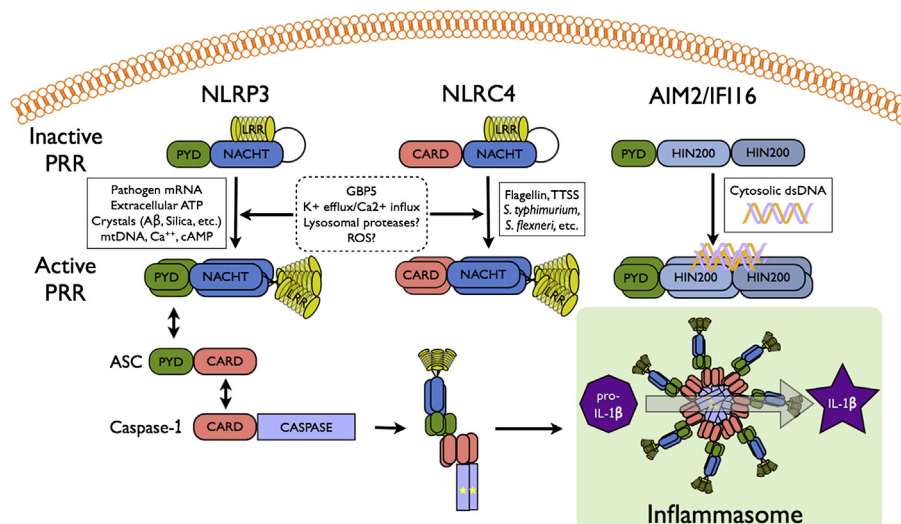 NLRP3
NLRC4
AIM2/IFI16
Inactive
PRR
LRR
PYD
NACHT
LRR
CARD
NACHT
PYD
HIN200
HIN200
Pathogen mRNA
Extracellular ATP
Crystals (Aβ, Silica, etc.)
mtDNA, Ca⁺⁺, cAMP
GBP5
K+ efflux/Ca2+ influx
Lysosomal proteases?
ROS?
Flagellin, TTSS
S. typhimurium,
S. flexneri, etc.
Cytosolic dsDNA
Active
PRR
PYD
NACHT
LRR
CARD
NACHT
LRR
PYD
HIN200
HIN200
ASC
PYD
CARD
Caspase-1
CARD
CASPASE
pro-
IL-1β
IL-1β
Inflammasome